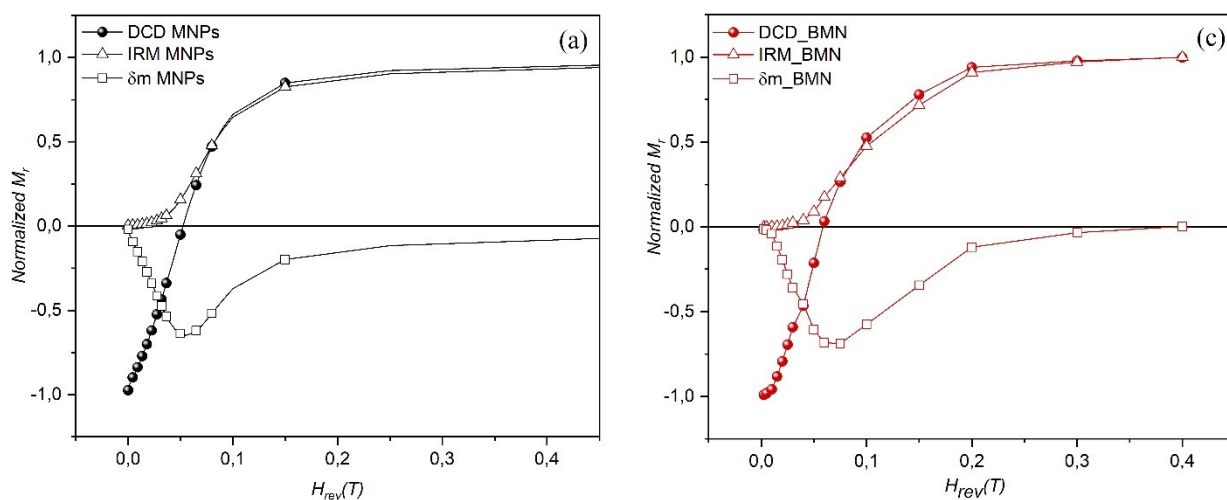 DCD MNPs
IRM MNPs
δm MNPs
(a)
1,0
0,5
0,0
-0,5
-1,0
Normalized Mr
0,0 0,1 0,2 0,3 0,4
Hrev(T)
DCD_BMN
IRM_BMN
δm_BMN
(c)
1,0
0,5
0,0
-0,5
-1,0
Normalized Mr
0,0 0,1 0,2 0,3 0,4
Hrev(T)